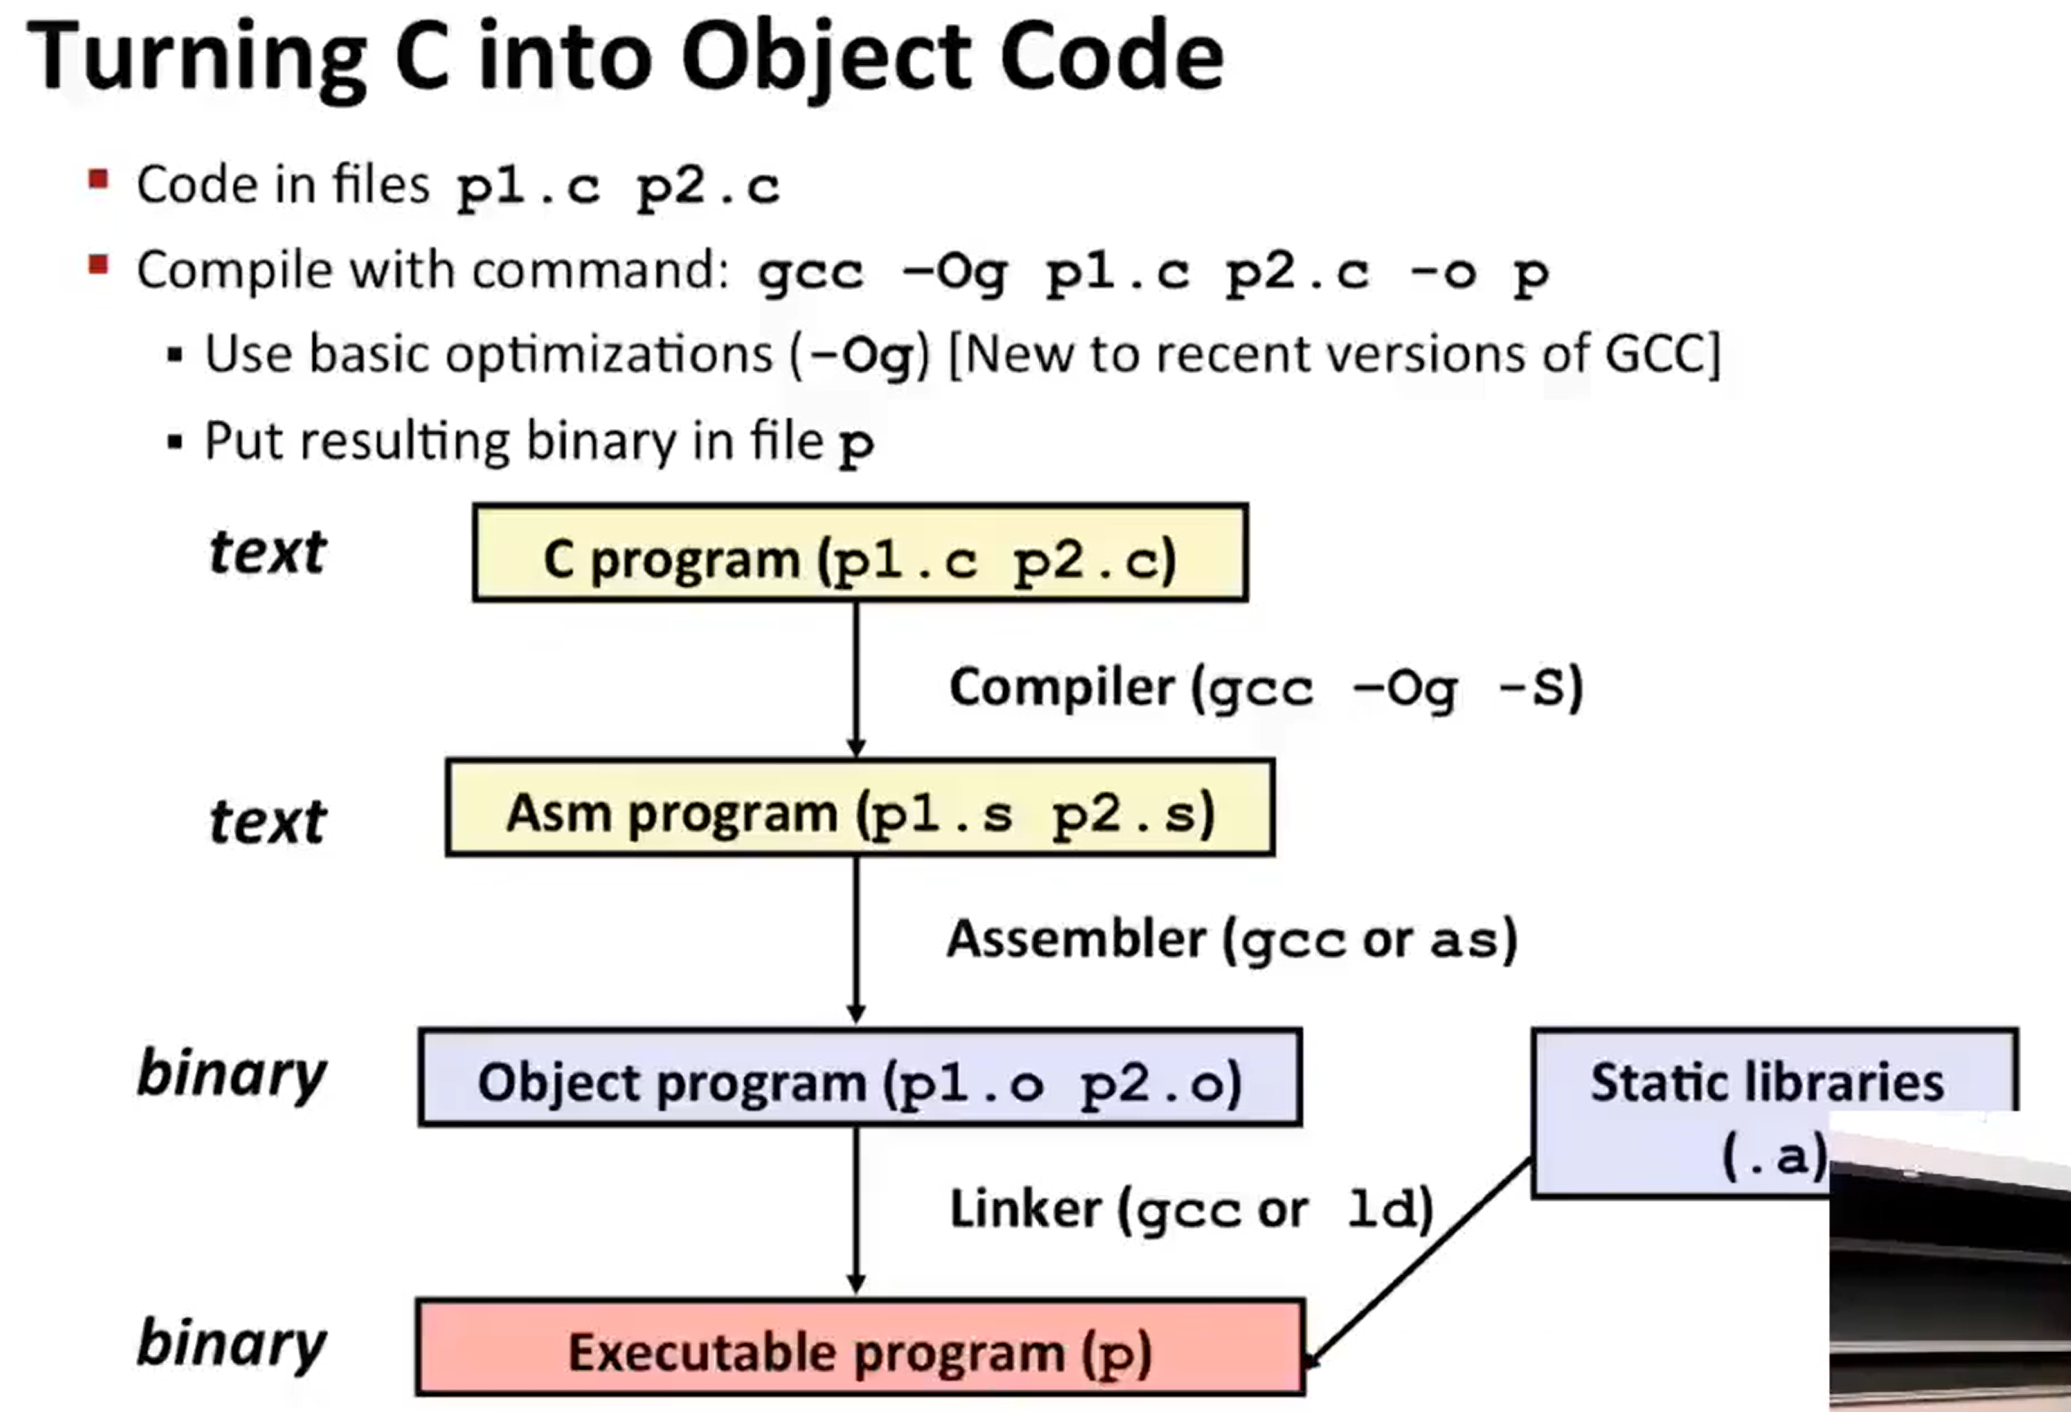 Turning C into Object Code
▪ Code in files p1.c p2.c
▪ Compile with command: gcc –Og p1.c p2.c -o p
▪ Use basic optimizations (-Og) [New to recent versions of GCC]
▪ Put resulting binary in file p
text
C program (p1.c p2.c)
Compiler (gcc –Og -S)
text
Asm program (p1.s p2.s)
Assembler (gcc or as)
binary
Object program (p1.o p2.o)
Static libraries
(.a)
Linker (gcc or ld)
binary
Executable program (p)